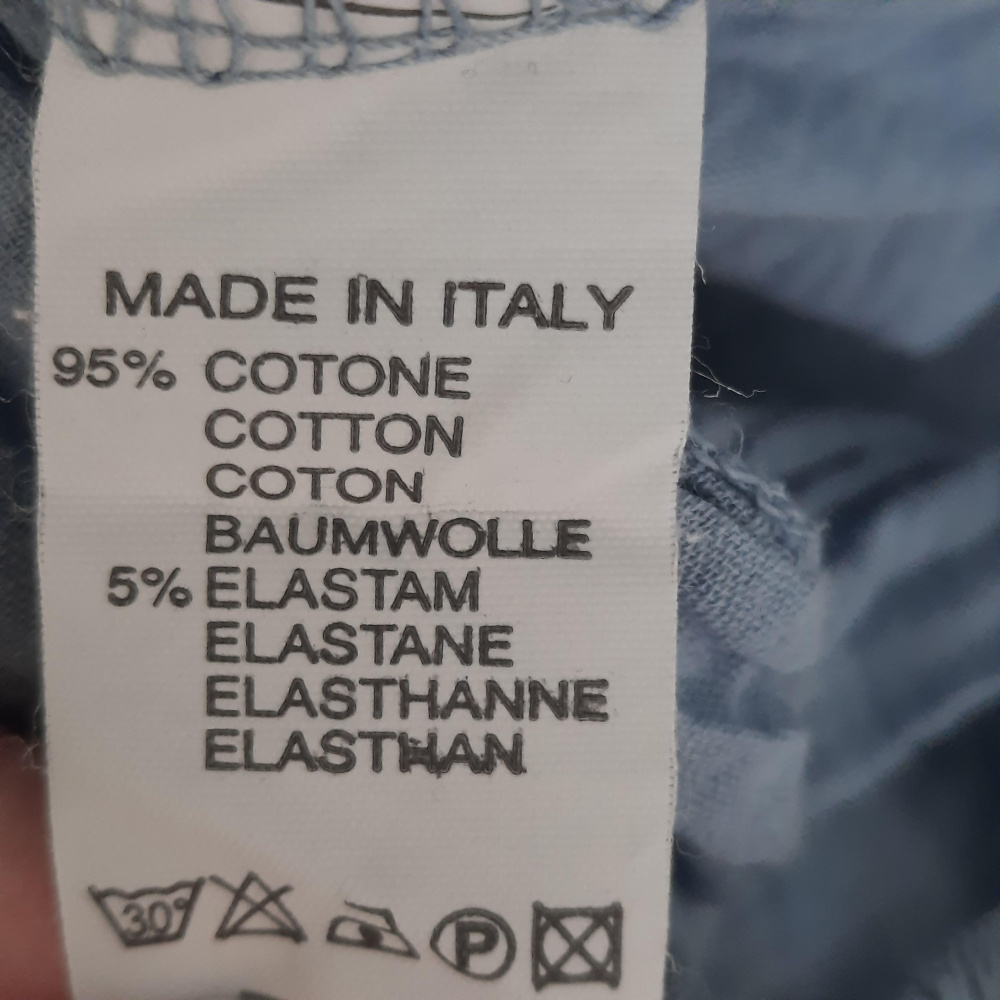 MADE IN ITALY
95% COTONE
COTTON
COTON
BAUMWOLLE
5% ELASTAM
ELASTANE
ELASTHANNE
ELASTHAN
30° P